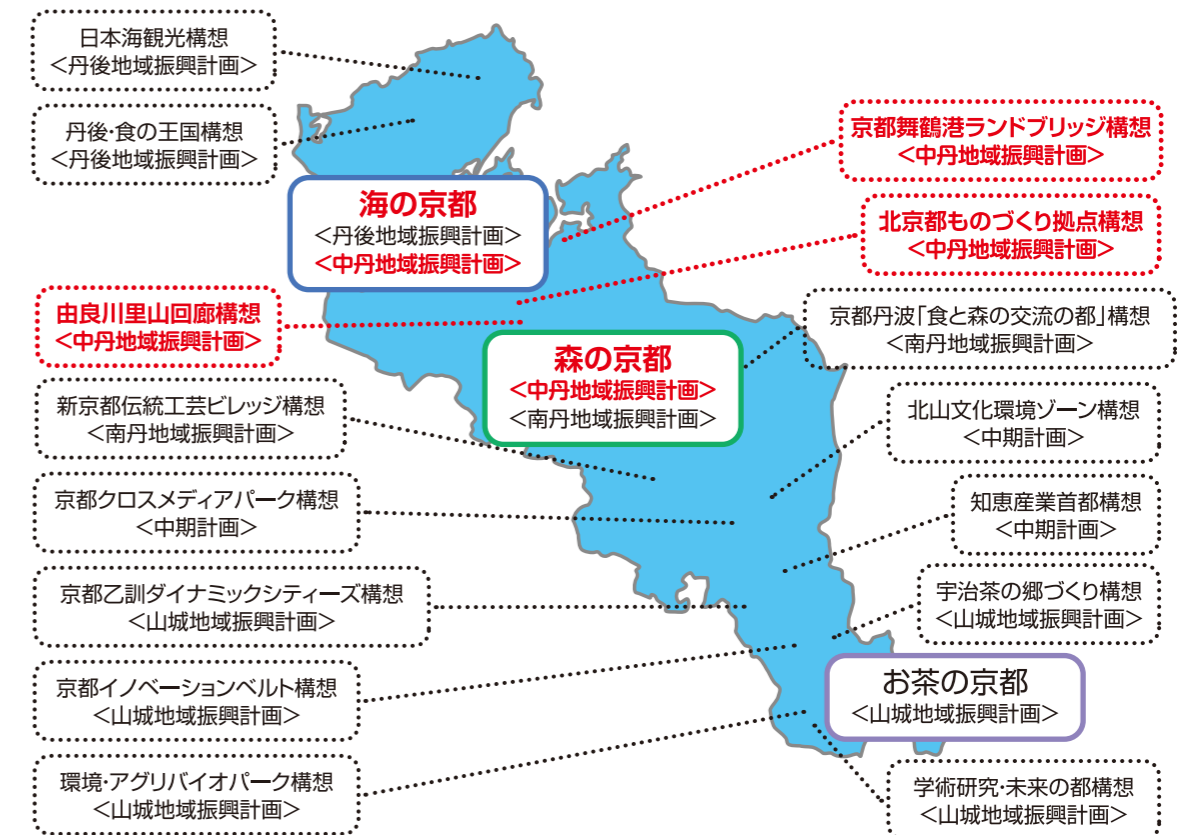 日本海観光構想
<丹後地域振興計画>
丹後・食の王国構想
<丹後地域振興計画>
海の京都
<丹後地域振興計画>
<中丹地域振興計画>
京都舞鶴港ランドブリッジ構想
<中丹地域振興計画>
北京都ものづくり拠点構想
<中丹地域振興計画>
由良川里山回廊構想
<中丹地域振興計画>
森の京都
<中丹地域振興計画>
<南丹地域振興計画>
京都丹波「食と森の交流の都」構想
<南丹地域振興計画>
新京都伝統工芸ビレッジ構想
<南丹地域振興計画>
北山文化環境ゾーン構想
<中期計画>
京都クロスメディアパーク構想
<中期計画>
知恵産業首都構想
<中期計画>
京都乙訓ダイナミックシティーズ構想
<山城地域振興計画>
宇治茶の郷づくり構想
<山城地域振興計画>
京都イノベーションベルト構想
<山城地域振興計画>
お茶の京都
<山城地域振興計画>
環境・アグリバイオパーク構想
<山城地域振興計画>
学術研究・未来の都構想
<山城地域振興計画>